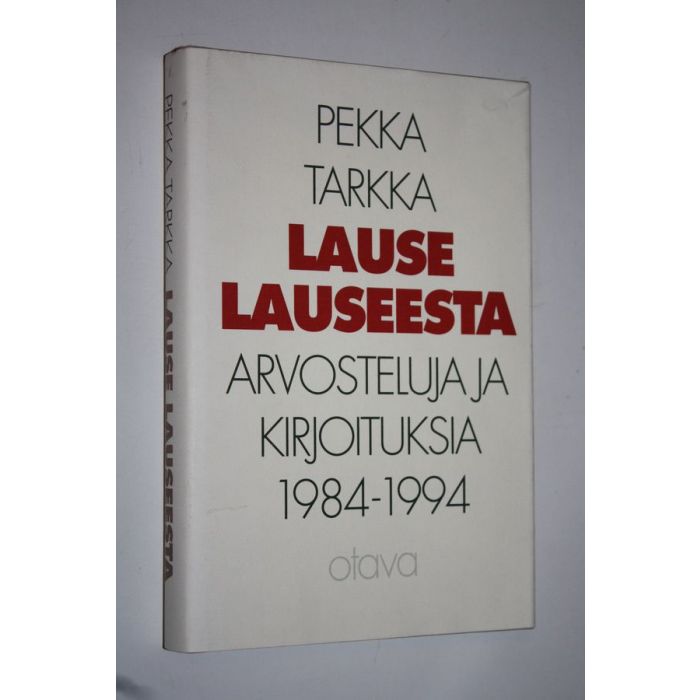 PEKKA
TARKKA
LAUSE
LAUSEESTA
ARVOSTELUJA JA
KIRJOITUKSIA
1984-1994
otava
PEKKA TARKKA LAUSE LAUSEESTA